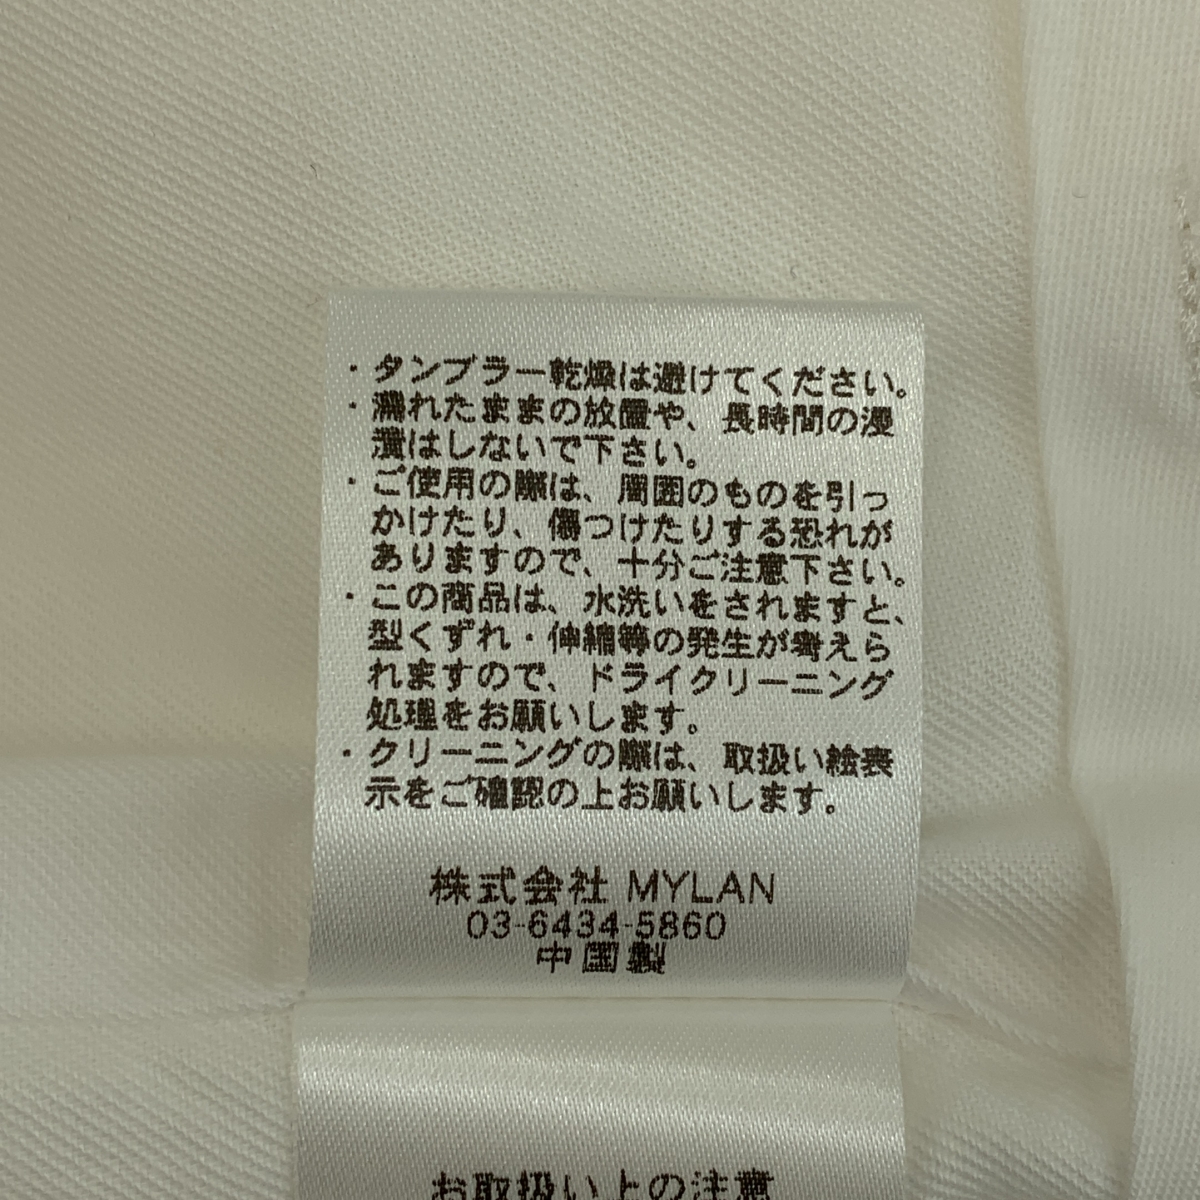 ・タンブラー乾燥は避けてください。
・濡れたままの放置や、長時間の浸
漬はしないで下さい。
・ご使用の際は、周囲のものを引っ
かけたり、傷つけたりする恐れが
ありますので、十分ご注意下さい。
・この商品は、水洗いをされますと、
型くずれ・伸縮等の発生が考えら
れますので、ドライクリーニング
処理をお願いします。
・クリーニングの際は、取扱い絵表
示をご確認の上お願いします。
株式会社 MYLAN
03-6434-5860
中国製
お取扱い上の注意